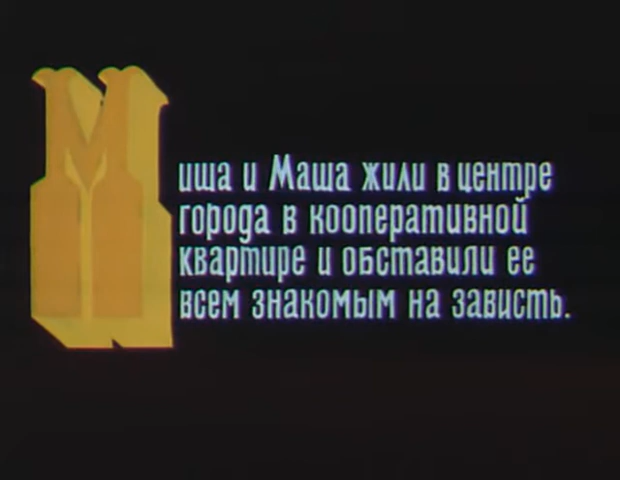 Миша и Маша жили в центре
города в кооперативной
квартире и обставили ее
всем знакомым на зависть.